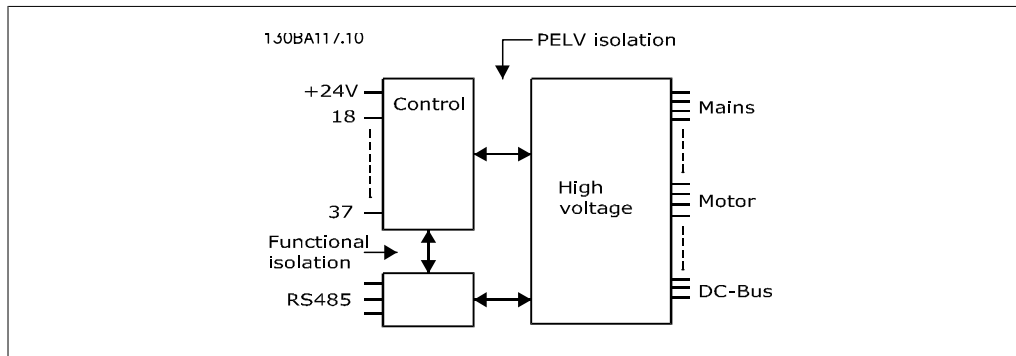 130BA117.10
PELV isolation
+24V
Control
Mains
18
High
voltage
Motor
37
Functional
isolation
RS485
DC-Bus